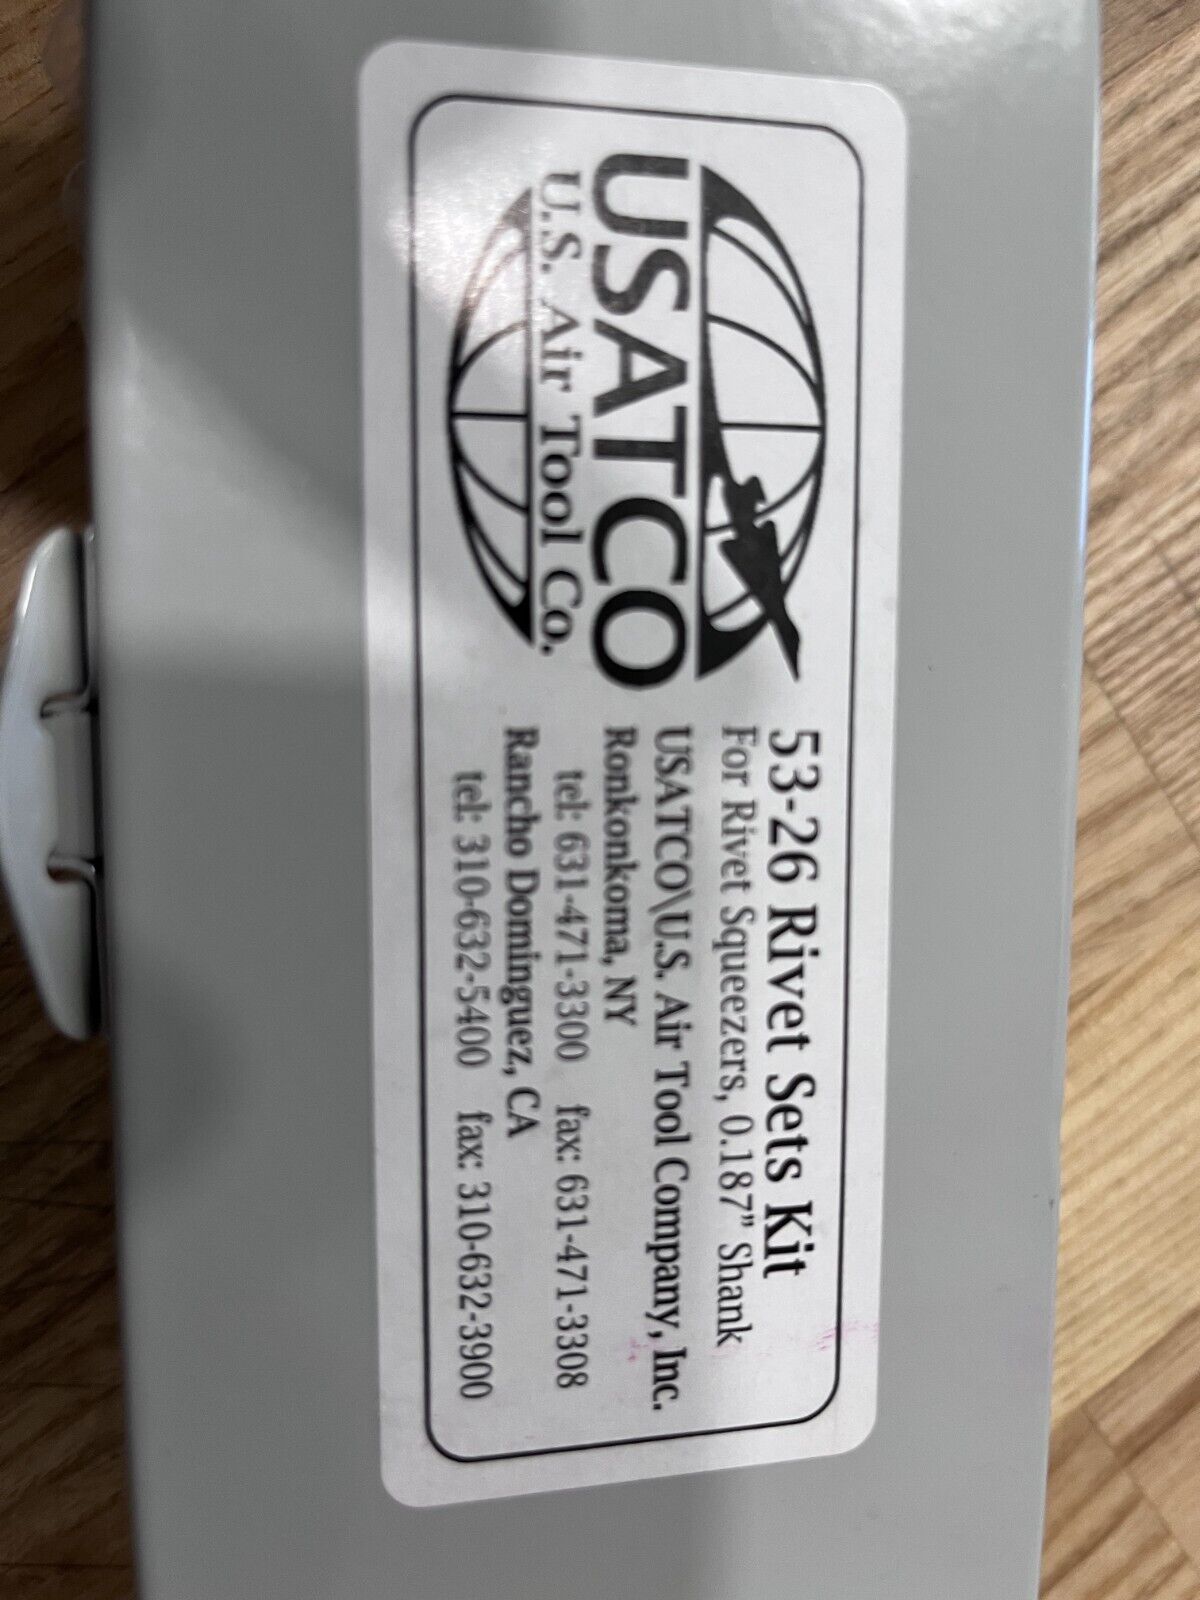 USATCO
U.S. Air Tool Co.
53-26 Rivet Sets Kit
For Rivet Squeezers, 0.187" Shank
USATCO\U.S. Air Tool Company, Inc.
Ronkonkoma, NY
tel: 631-471-3300 fax: 631-471-3308
Rancho Dominguez, CA
tel: 310-632-5400 fax: 310-632-3900